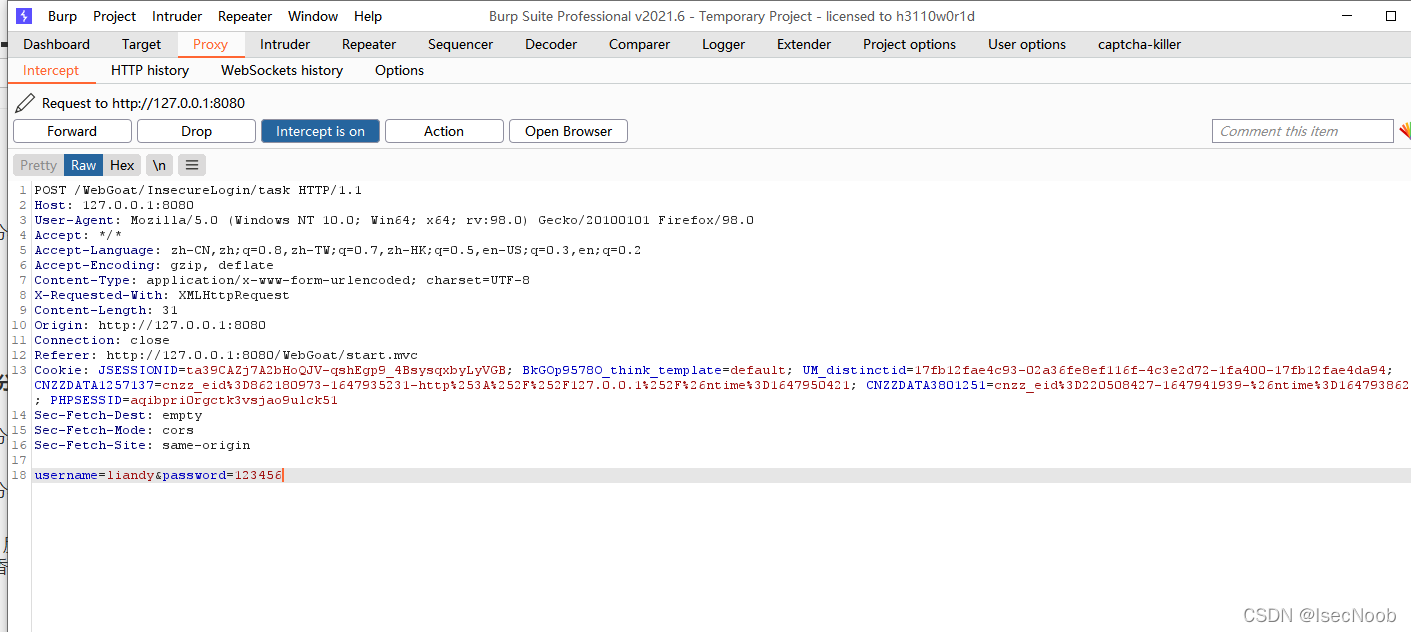 Burp Project Intruder Repeater Window Help Burp Suite Professional v2021.6 - Temporary Project - licensed to h3110w0r1d
Dashboard Target Proxy Intruder Repeater Sequencer Decoder Comparer Logger Extender Project options User options captcha-killer
Intercept HTTP history WebSockets history Options
Request to http://127.0.0.1:8080
Forward Drop Intercept is on Action Open Browser Comment this item
Pretty Raw Hex \n
1 POST /WebGoat/InsecureLogin/task HTTP/1.1
2 Host: 127.0.0.1:8080
3 User-Agent: Mozilla/5.0 (Windows NT 10.0; Win64; x64; rv:98.0) Gecko/20100101 Firefox/98.0
4 Accept: */*
5 Accept-Language: zh-CN,zh;q=0.8,zh-TW;q=0.7,zh-HK;q=0.5,en-US;q=0.3,en;q=0.2
6 Accept-Encoding: gzip, deflate
7 Content-Type: application/x-www-form-urlencoded; charset=UTF-8
8 X-Requested-With: XMLHttpRequest
9 Content-Length: 31
10 Origin: http://127.0.0.1:8080
11 Connection: close
12 Referer: http://127.0.0.1:8080/WebGoat/start.mvc
13 Cookie: JSESSIONID=ta39CAZj7A2bHoQJV-qshEgp9_4BsysqxbyLyVGB; BkGOp9578O_think_template=default; UM_distinctid=17fb12fae4c93-02a36fe8ef116f-4c3e2d72-1fa400-17fb12fae4da94;
CNZZDATA1257137=cnzz_eid%3D862180973-1647935231-http%253A%252F%252F127.0.0.1%252F%26ntime%3D1647950421; CNZZDATA3801251=cnzz_eid%3D220508427-1647941939-%26ntime%3D164793862
; PHPSESSID=aqibpri0rgctk3vsjao9ulck51
14 Sec-Fetch-Dest: empty
15 Sec-Fetch-Mode: cors
16 Sec-Fetch-Site: same-origin
17
18 username=liandy&password=123456
CSDN @IsecNoob